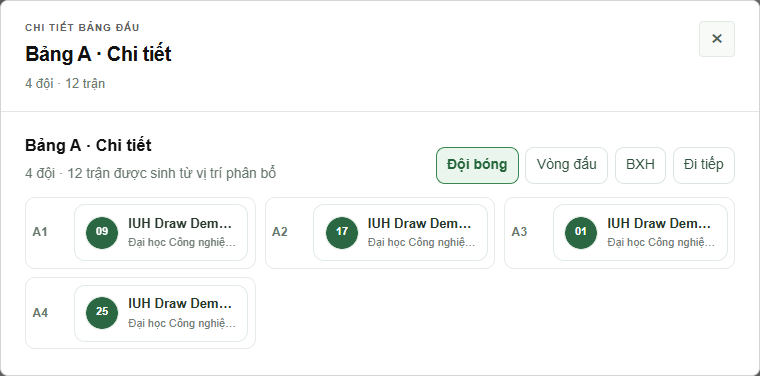 CHI TIẾT BẢNG ĐẤU
Bảng A · Chi tiết
4 đội · 12 trận
Bảng A · Chi tiết
4 đội · 12 trận được sinh từ vị trí phân bổ
Đội bóng
Vòng đấu
BXH
Đi tiếp
A1
09
IUH Draw Dem…
Đại học Công nghiệ…
A2
17
IUH Draw Dem…
Đại học Công nghiệ…
A3
01
IUH Draw Dem…
Đại học Công nghiệ…
A4
25
IUH Draw Dem…
Đại học Công nghiệ…